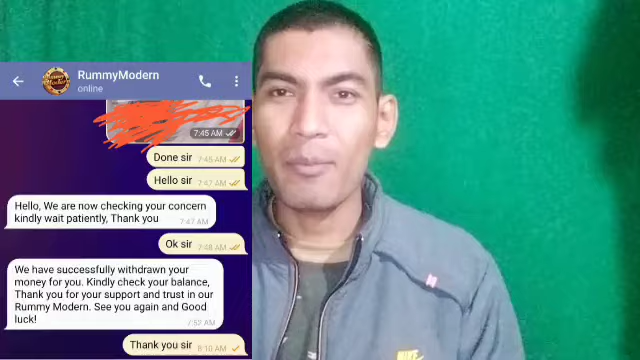 RummyModern
online
7:45 AM
Done sir 7:45 AM
Hello sir 7:47 AM
Hello, We are now checking your concern
kindly wait patiently, Thank you
7:47 AM
Ok sir 7:48 AM
We have successfully withdrawn your
money for you. Kindly check your balance,
Thank you for your support and trust in our
Rummy Modern. See you again and Good
luck!
7:52 AM
Thank you sir 8:10 AM
NIKE